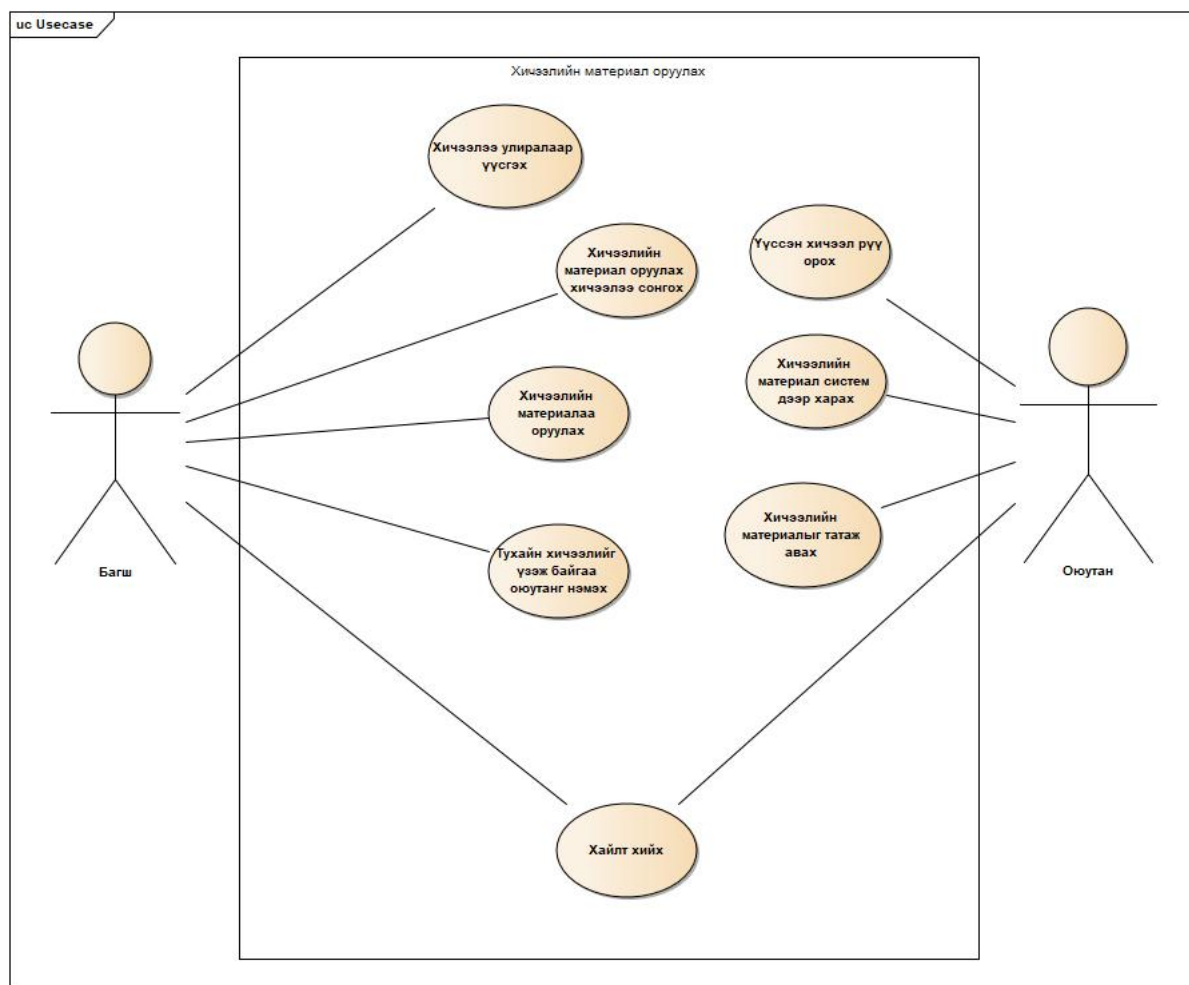 uc Usecase
Хичээлийн материал оруулах
Хичээлээ улиралаар
үүсгэх
Хичээлийн
материал оруулах
хичээлээ сонгох
Үүссэн хичээл рүү
орох
Хичээлийн
материал систем
дээр харах
Хичээлийн
материалаа
оруулах
Хичээлийн
материалыг татаж
авах
Тухайн хичээлийг
үзэж байгаа
оюутанг нэмэх
Багш
Оюутан
Хайлт хийх